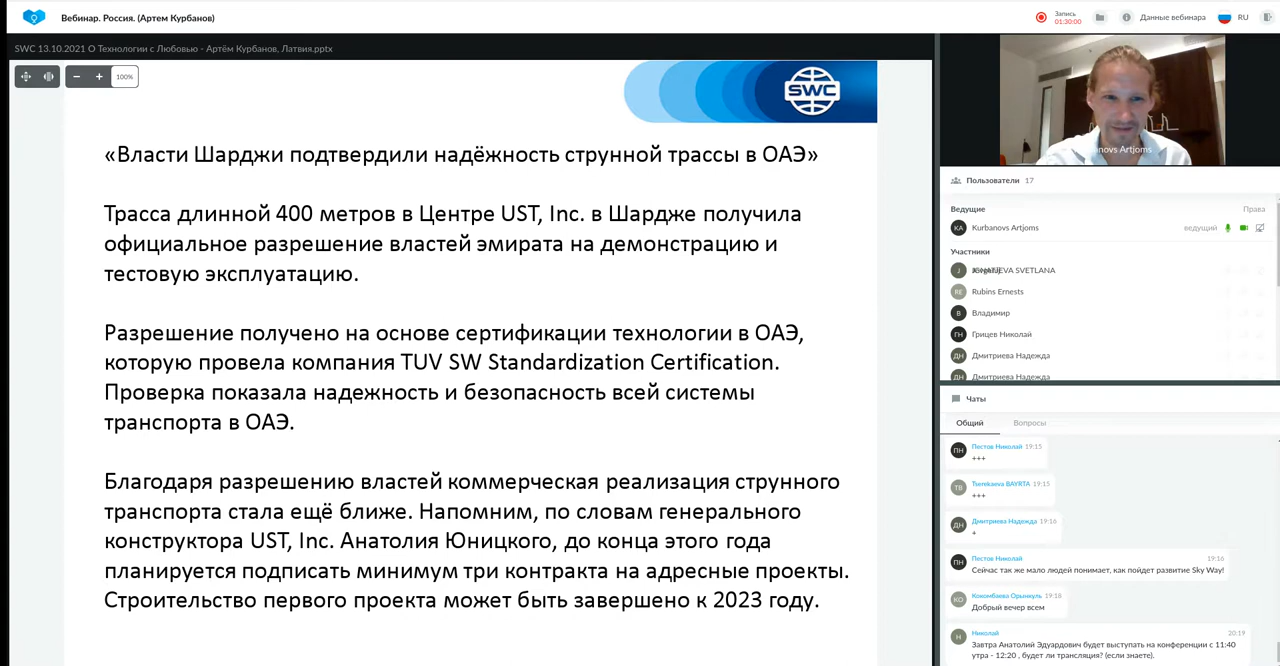 Вебинар. Россия. (Артем Курбанов)
Запись
01:30:00
Данные вебинара
RU
SWC 13.10.2021 О Технологии с Любовью - Артём Курбанов, Латвия.pptx
100%
SWC
«Власти Шарджи подтвердили надёжность струнной трассы в ОАЭ»
Трасса длинной 400 метров в Центре UST, Inc. в Шардже получила
официальное разрешение властей эмирата на демонстрацию и
тестовую эксплуатацию.
Разрешение получено на основе сертификации технологии в ОАЭ,
которую провела компания TUV SW Standardization Certification.
Проверка показала надежность и безопасность всей системы
транспорта в ОАЭ.
Благодаря разрешению властей коммерческая реализация струнного
транспорта стала ещё ближе. Напомним, по словам генерального
конструктора UST, Inc. Анатолия Юницкого, до конца этого года
планируется подписать минимум три контракта на адресные проекты.
Строительство первого проекта может быть завершено к 2023 году.
Artjoms
Пользователи 17
Ведущие Права
KA Kurbanovs Artjoms ведущий
Участники
J SVETLANA
RE Rubins Ernests
В Владимир
ГН Грицев Николай
ДН Дмитриева Надежда
ДН Дмитриева Надежда
Чаты
Общий Вопросы
ПН Пестов Николай 19:15
+++
TB Tserekaeva BAYRTA 19:15
+++
ДН Дмитриева Надежда 19:16
+
ПН Пестов Николай 19:16
Сейчас так же мало людей понимает, как пойдет развитие Sky Way!
КО Кокомбаева Орынкуль 19:18
Добрый вечер всем
Н Николай 20:19
Завтра Анатолий Эдуардович будет выступать на конференции с 11:40
утра - 12:20 , будет ли трансляция? (если знаете).